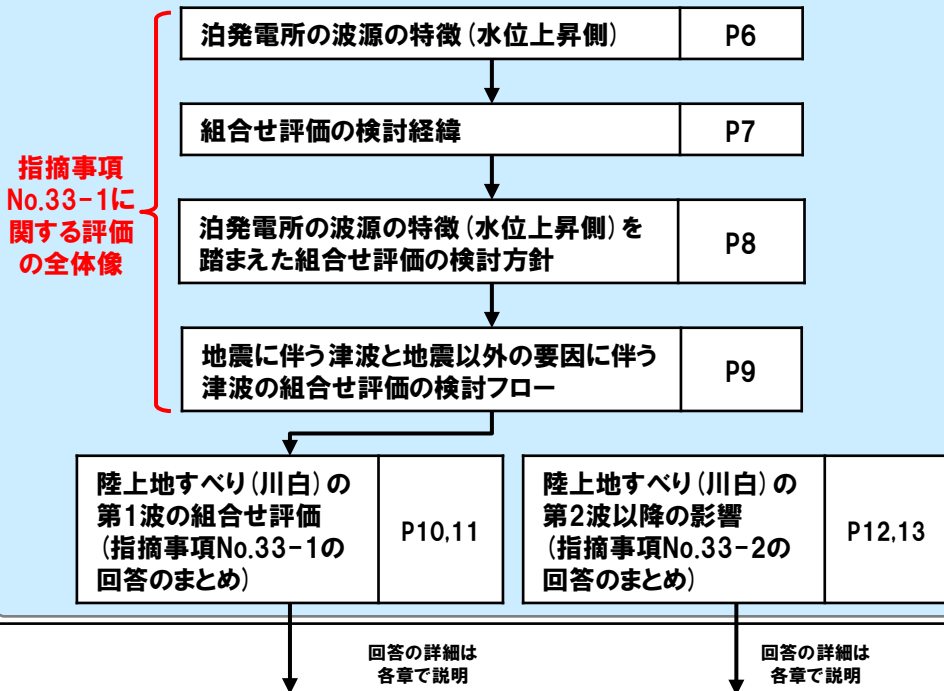 泊発電所の波源の特徴(水位上昇側)
P6
組合せ評価の検討経緯
P7
指摘事項
No.33-1に
関する評価
の全体像
泊発電所の波源の特徴(水位上昇側)を
踏まえた組合せ評価の検討方針
P8
地震に伴う津波と地震以外の要因に伴う
津波の組合せ評価の検討フロー
P9
陸上地すべり(川白)の
第1波の組合せ評価
(指摘事項No.33-1の
回答のまとめ)
P10,11
陸上地すべり(川白)の
第2波以降の影響
(指摘事項No.33-2の
回答のまとめ)
P12,13
回答の詳細は
各章で説明
回答の詳細は
各章で説明